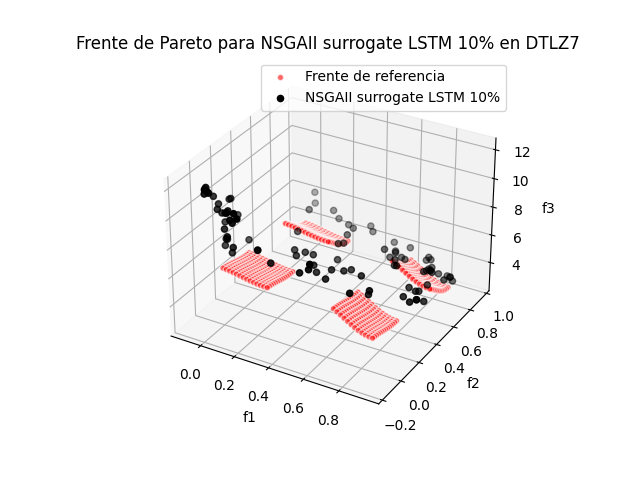 Frente de Pareto para NSGAII surrogate LSTM 10% en DTLZ7
Frente de referencia
NSGAII surrogate LSTM 10%
12
10
8
6
4
f3
1.0
0.8
0.6
0.4
0.2
0.0
−0.2
f2
0.0
0.2
0.4
0.6
0.8
f1